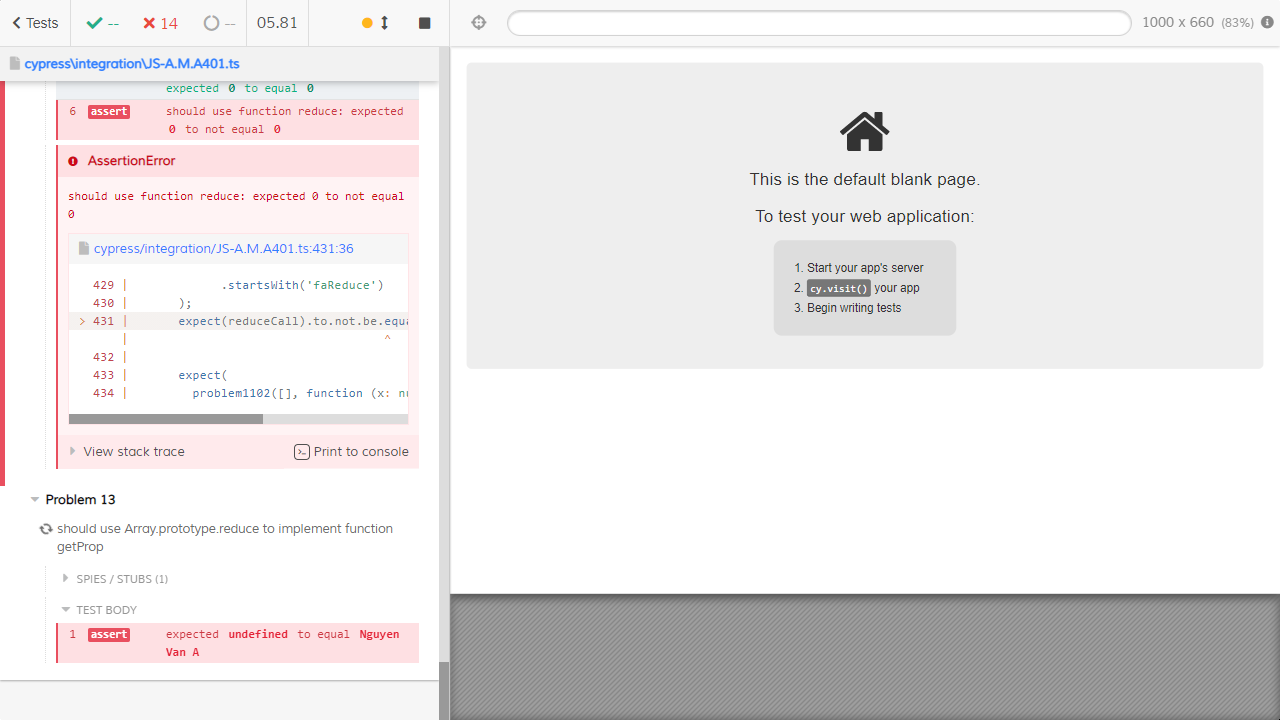 Tests
--
14
--
05.81
1000 x 660 (83%)
cypress\integration\JS-A.M.A401.ts
expected 0 to equal 0
6 assert should use function reduce: expected
0 to not equal 0
AssertionError
should use function reduce: expected 0 to not equal
0
cypress/integration/JS-A.M.A401.ts:431:36
429 | .startsWith('faReduce')
430 | );
> 431 | expect(reduceCall).to.not.be.equa
| ^
432 |
433 | expect(
434 | problem1102([], function (x: nu
View stack trace
Print to console
Problem 13
should use Array.prototype.reduce to implement function
getProp
SPIES / STUBS (1)
TEST BODY
1 assert expected undefined to equal Nguyen
Van A
This is the default blank page.
To test your web application:
1. Start your app's server
2. cy.visit() your app
3. Begin writing tests